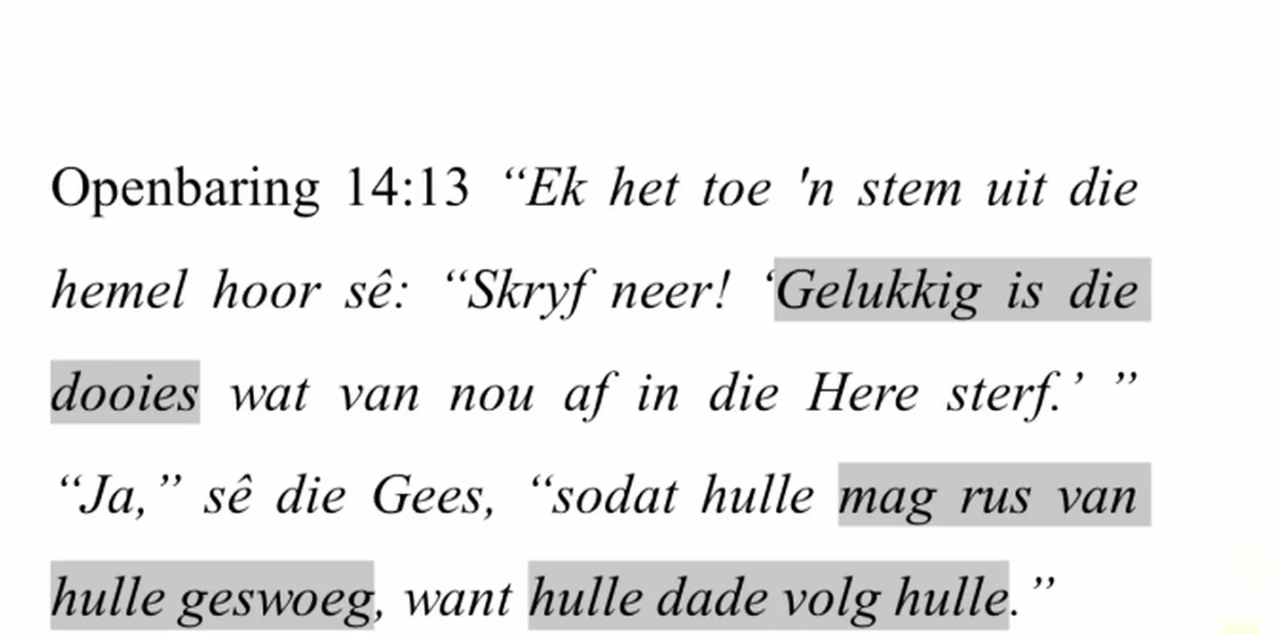 Openbaring 14:13 “Ek het toe 'n stem uit die
hemel hoor sê: “Skryf neer! ‘Gelukkig is die
dooies wat van nou af in die Here sterf.’ ”
“Ja,” sê die Gees, “sodat hulle mag rus van
hulle geswoeg, want hulle dade volg hulle.”